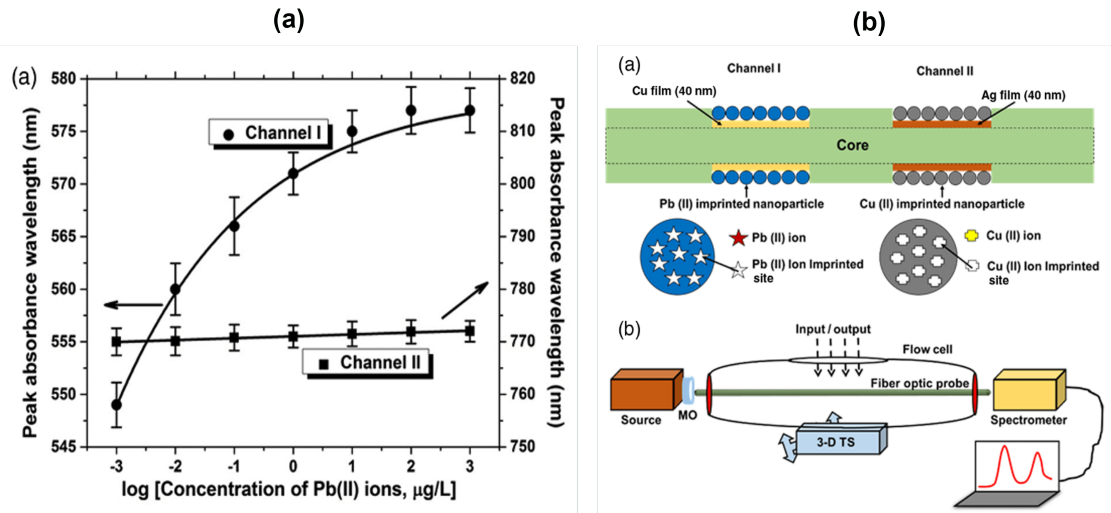 (a)
(b)
(a)
580
575
570
565
560
555
550
545
Peak absorbance wavelength (nm)
820
810
800
790
780
770
760
750
Peak absorbance wavelength (nm)
Channel I
Channel II
-3 -2 -1 0 1 2 3
log [Concentration of Pb(II) ions, μg/L]
(a)
Channel I
Channel II
Cu film (40 nm)
Ag film (40 nm)
Core
Pb (II) imprinted nanoparticle
Cu (II) imprinted nanoparticle
Pb (II) ion
Pb (II) Ion Imprinted
site
Cu (II) ion
Cu (II) Ion Imprinted
site
(b)
Input / output
Flow cell
Fiber optic probe
Source
MO
3-D TS
Spectrometer